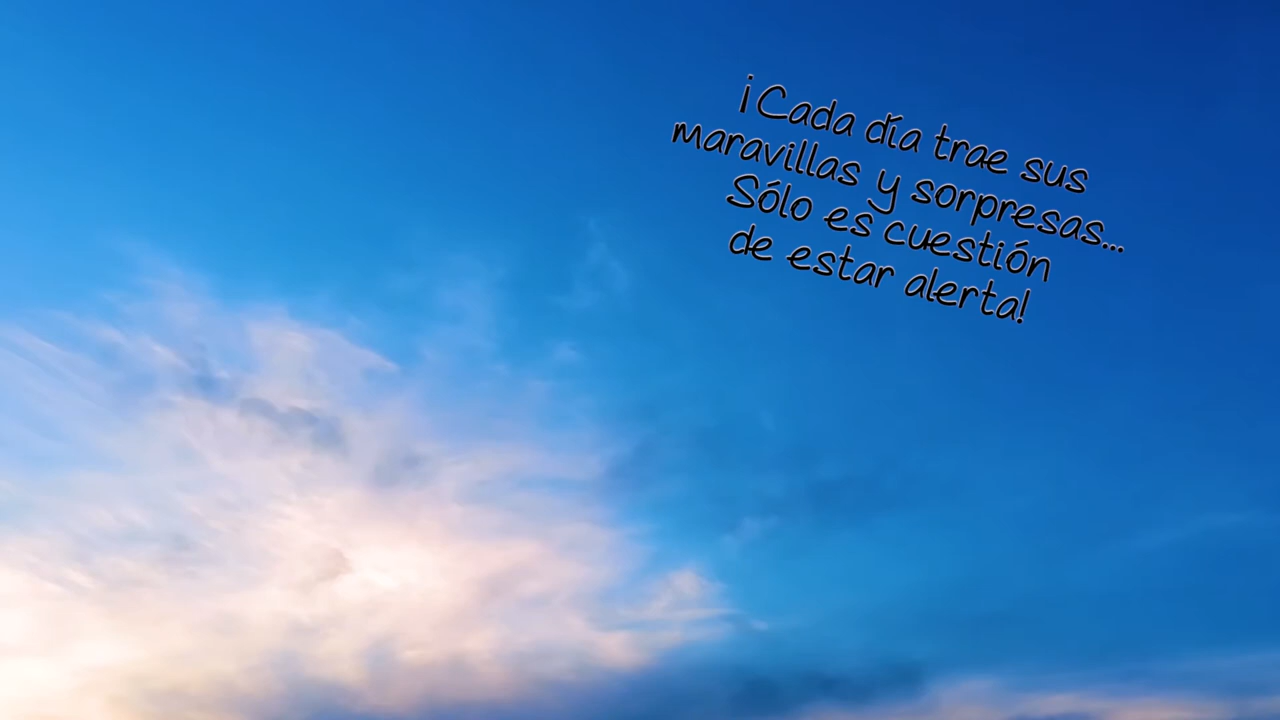 ¡Cada día trae sus
maravillas y sorpresas...
Sólo es cuestión
de estar alerta!